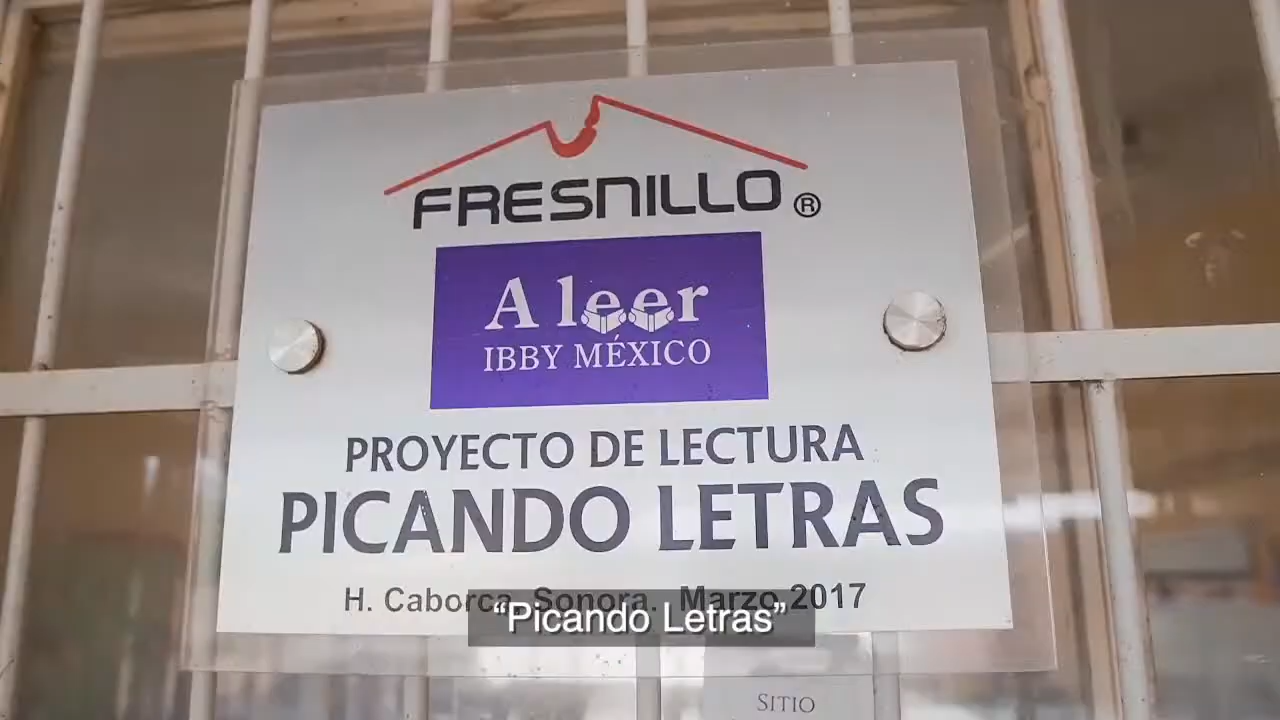 FRESNILLO ®
A leer
IBBY MÉXICO
PROYECTO DE LECTURA
PICANDO LETRAS
H. Caborca, Sonora. Marzo 2017
“Picando Letras”
SITIO